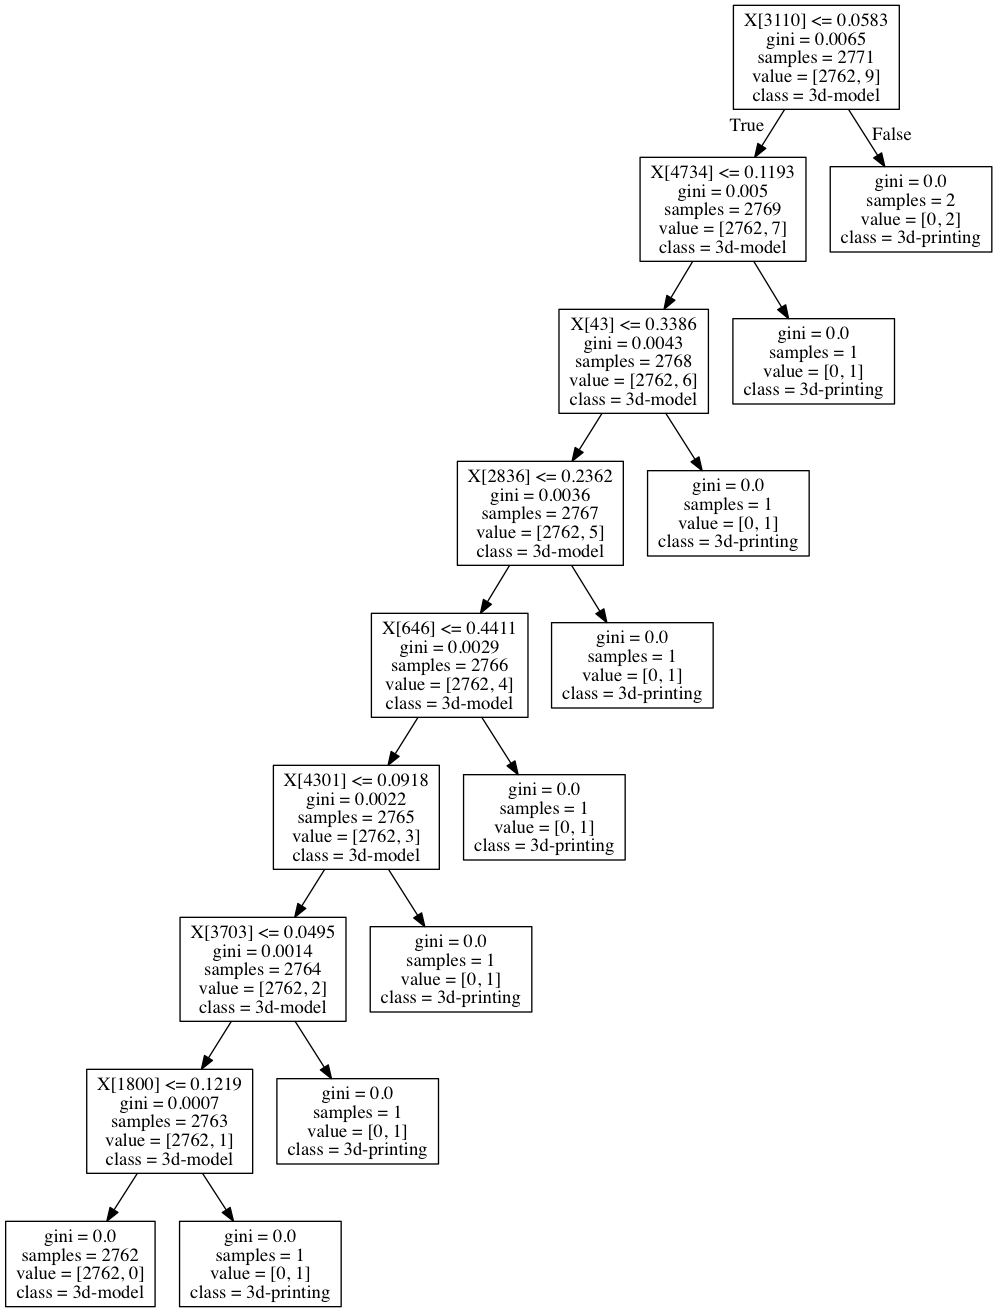 X[3110] <= 0.0583
gini = 0.0065
samples = 2771
value = [2762, 9]
class = 3d-model
True
False
X[4734] <= 0.1193
gini = 0.005
samples = 2769
value = [2762, 7]
class = 3d-model
gini = 0.0
samples = 2
value = [0, 2]
class = 3d-printing
X[43] <= 0.3386
gini = 0.0043
samples = 2768
value = [2762, 6]
class = 3d-model
gini = 0.0
samples = 1
value = [0, 1]
class = 3d-printing
X[2836] <= 0.2362
gini = 0.0036
samples = 2767
value = [2762, 5]
class = 3d-model
gini = 0.0
samples = 1
value = [0, 1]
class = 3d-printing
X[646] <= 0.4411
gini = 0.0029
samples = 2766
value = [2762, 4]
class = 3d-model
gini = 0.0
samples = 1
value = [0, 1]
class = 3d-printing
X[4301] <= 0.0918
gini = 0.0022
samples = 2765
value = [2762, 3]
class = 3d-model
gini = 0.0
samples = 1
value = [0, 1]
class = 3d-printing
X[3703] <= 0.0495
gini = 0.0014
samples = 2764
value = [2762, 2]
class = 3d-model
gini = 0.0
samples = 1
value = [0, 1]
class = 3d-printing
X[1800] <= 0.1219
gini = 0.0007
samples = 2763
value = [2762, 1]
class = 3d-model
gini = 0.0
samples = 1
value = [0, 1]
class = 3d-printing
gini = 0.0
samples = 2762
value = [2762, 0]
class = 3d-model
gini = 0.0
samples = 1
value = [0, 1]
class = 3d-printing